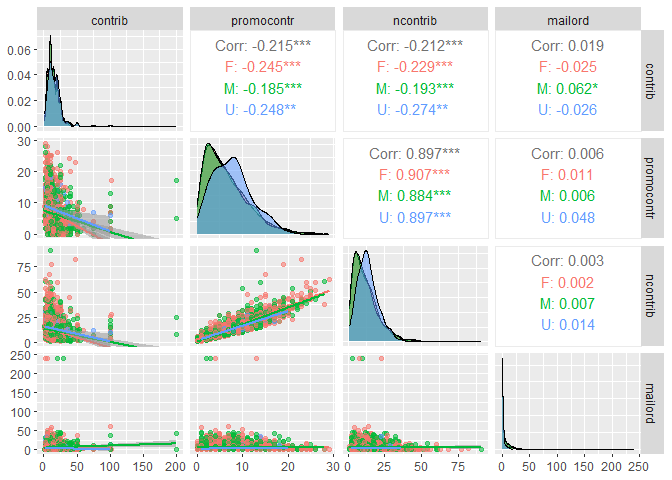 contrib promocontr ncontrib mailord
0.06 Corr: -0.215*** Corr: -0.212*** Corr: 0.019
0.04 F: -0.245*** F: -0.229*** F: -0.025
0.02 M: -0.185*** M: -0.193*** M: 0.062*
0.00 U: -0.248** U: -0.274** U: -0.026
contrib
30 Corr: 0.897*** Corr: 0.006
20 F: 0.907*** F: 0.011
10 M: 0.884*** M: 0.006
0 U: 0.897*** U: 0.048
promocontr
75 Corr: 0.003
50 F: 0.002
25 M: 0.007
0 U: 0.014
ncontrib
250
200
150
100
50
0
mailord
0 50 100 150 200 0 10 20 30 0 25 50 75 0 50 100 150 200 250